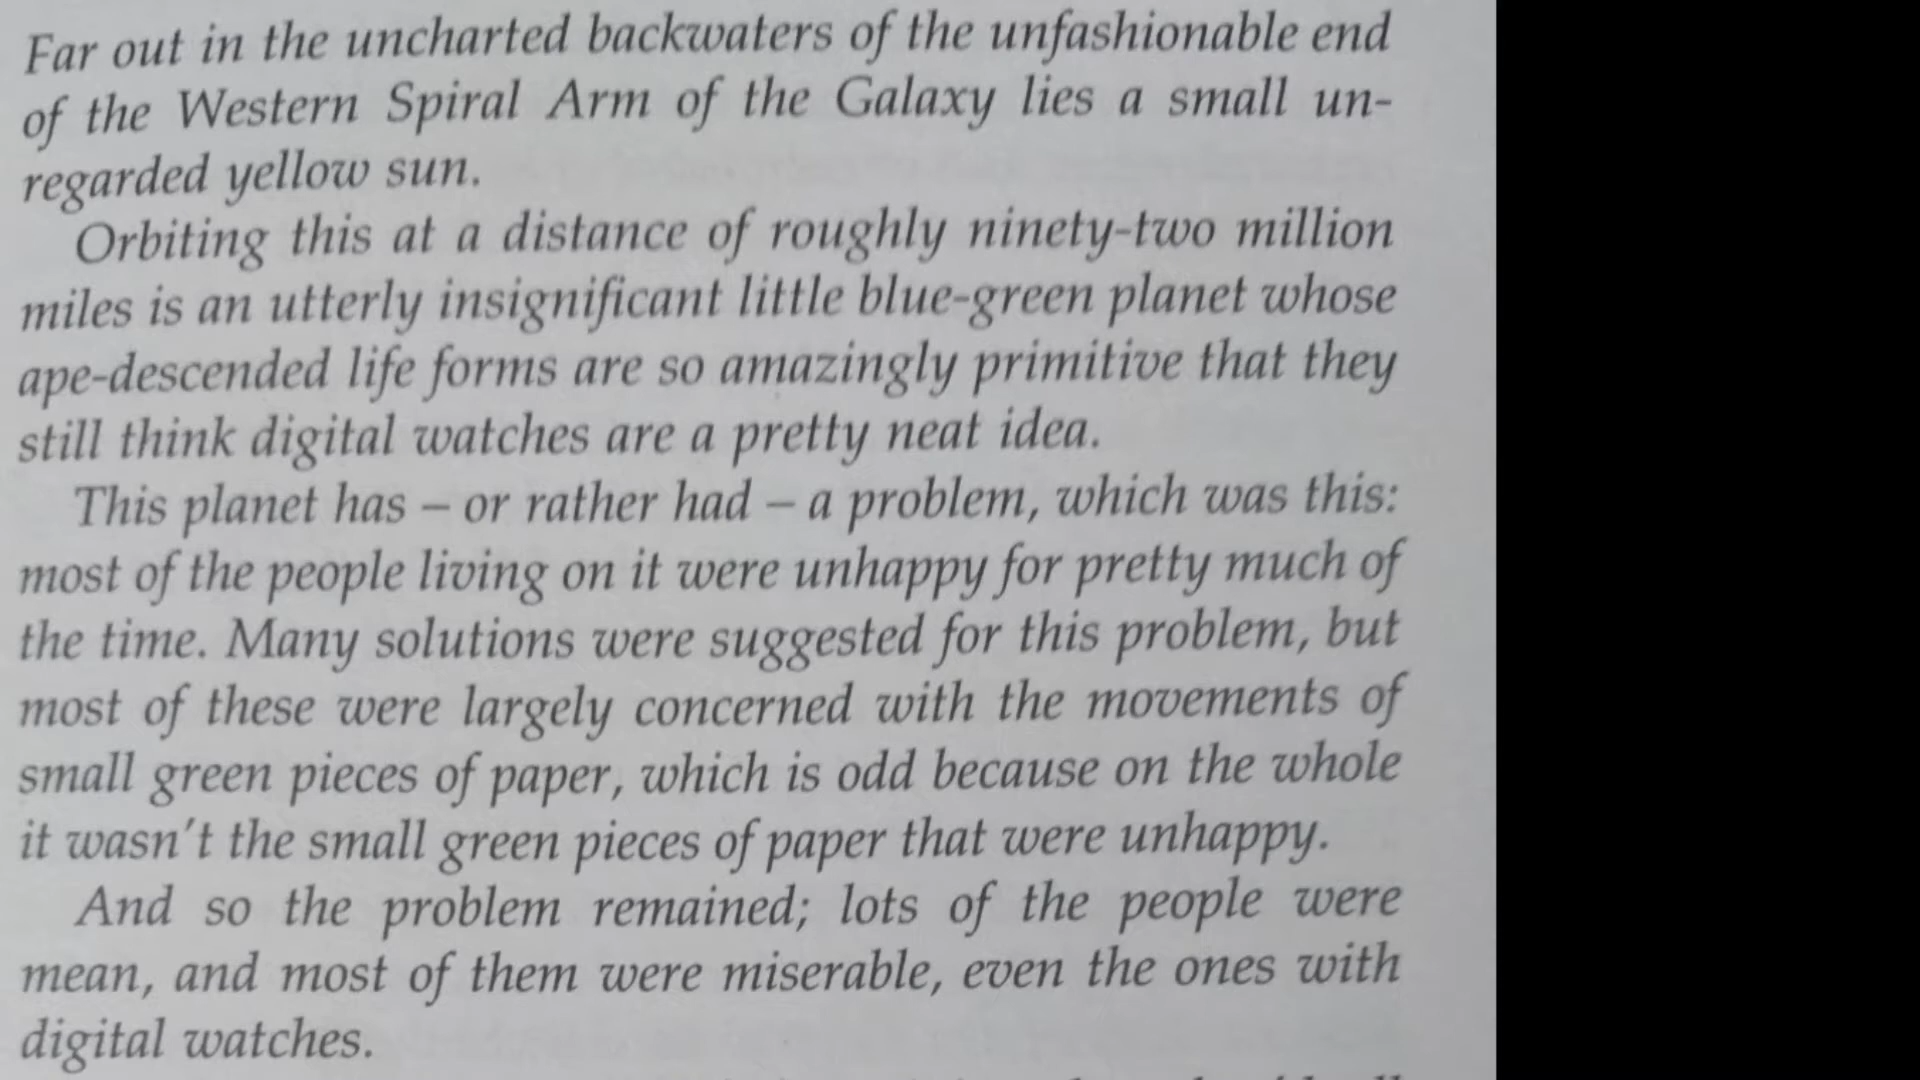 Far out in the uncharted backwaters of the unfashionable end
of the Western Spiral Arm of the Galaxy lies a small un-
regarded yellow sun.
Orbiting this at a distance of roughly ninety-two million
miles is an utterly insignificant little blue-green planet whose
ape-descended life forms are so amazingly primitive that they
still think digital watches are a pretty neat idea.
This planet has – or rather had – a problem, which was this:
most of the people living on it were unhappy for pretty much of
the time. Many solutions were suggested for this problem, but
most of these were largely concerned with the movements of
small green pieces of paper, which is odd because on the whole
it wasn't the small green pieces of paper that were unhappy.
And so the problem remained; lots of the people were
mean, and most of them were miserable, even the ones with
digital watches.